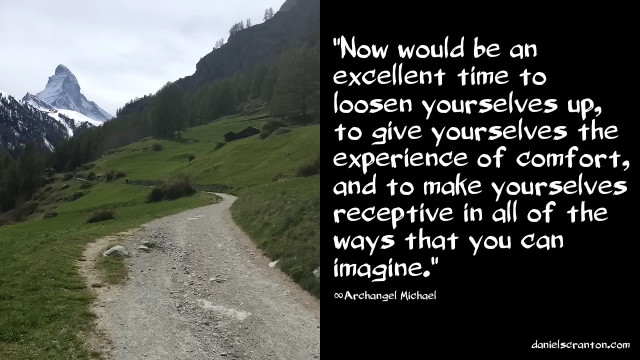 "Now would be an
excellent time to
loosen yourselves up,
to give yourselves the
experience of comfort,
and to make yourselves
receptive in all of the
ways that you can
imagine."
∞Archangel Michael
danielscranton.com